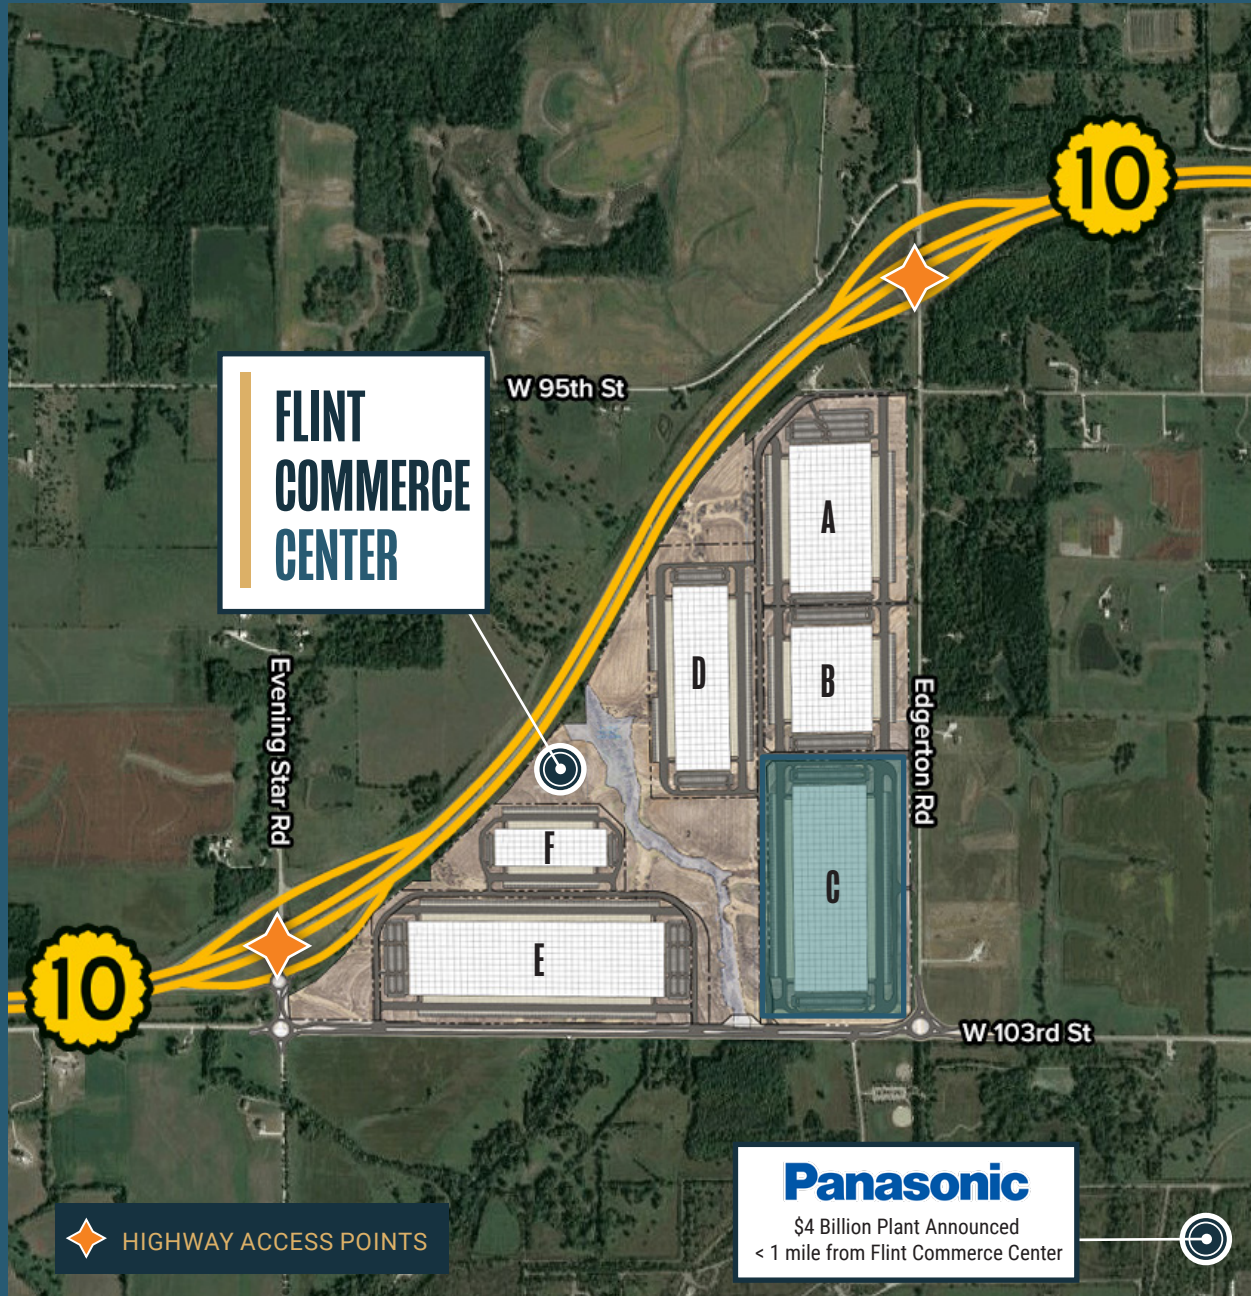 10
W 95th St
FLINT
COMMERCE
CENTER
A
B
D
Evening Star Rd
Edgerton Rd
F
C
E
10
W 103rd St
HIGHWAY ACCESS POINTS
Panasonic
$4 Billion Plant Announced
< 1 mile from Flint Commerce Center